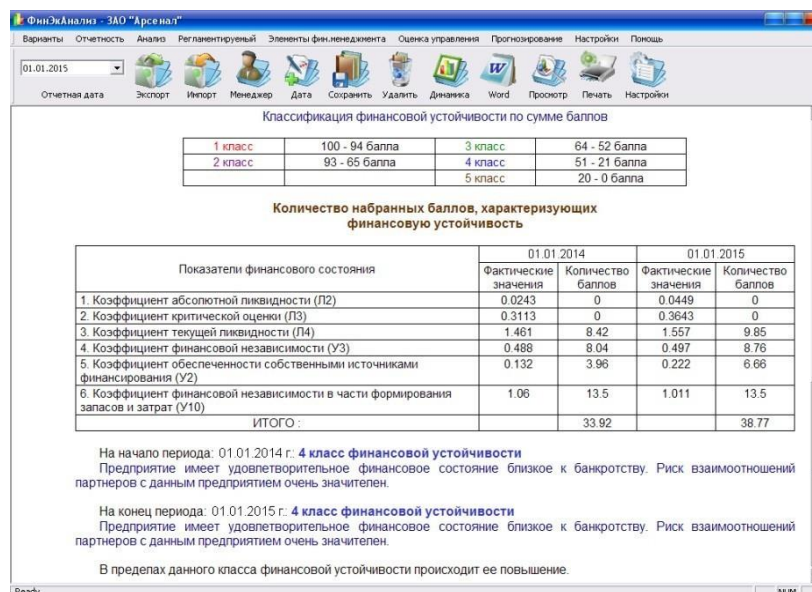 ФинЭкАнализ - ЗАО "Арсенал"
Варианты Отчетность Анализ Регламентируемый Элементы фин.менеджмента Оценка управления Прогнозирование Настройки Помощь
01.01.2015
Отчетная дата Экспорт Импорт Менеджер Дата Сохранить Удалить Динамика Word Просмотр Печать Настройки
Классификация финансовой устойчивости по сумме баллов
1 класс 100 - 94 балла 3 класс 64 - 52 балла
2 класс 93 - 65 балла 4 класс 51 - 21 балла
5 класс 20 - 0 балла
Количество набранных баллов, характеризующих
финансовую устойчивость
Показатели финансового состояния 01.01.2014 01.01.2015
Фактические значения Количество баллов Фактические значения Количество баллов
1. Коэффициент абсолютной ликвидности (Л2) 0.0243 0 0.0449 0
2. Коэффициент критической оценки (Л3) 0.3113 0 0.3643 0
3. Коэффициент текущей ликвидности (Л4) 1.461 8.42 1.557 9.85
4. Коэффициент финансовой независимости (У3) 0.488 8.04 0.497 8.76
5. Коэффициент обеспеченности собственными источниками
финансирования (У2) 0.132 3.96 0.222 6.66
6. Коэффициент финансовой независимости в части формирования
запасов и затрат (У10) 1.06 13.5 1.011 13.5
ИТОГО : 33.92 38.77
На начало периода: 01.01.2014 г.: 4 класс финансовой устойчивости
Предприятие имеет удовлетворительное финансовое состояние близкое к банкротству. Риск взаимоотношений
партнеров с данным предприятием очень значителен.
На конец периода: 01.01.2015 г.: 4 класс финансовой устойчивости
Предприятие имеет удовлетворительное финансовое состояние близкое к банкротству. Риск взаимоотношений
партнеров с данным предприятием очень значителен.
В пределах данного класса финансовой устойчивости происходит ее повышение.
Ready NUM